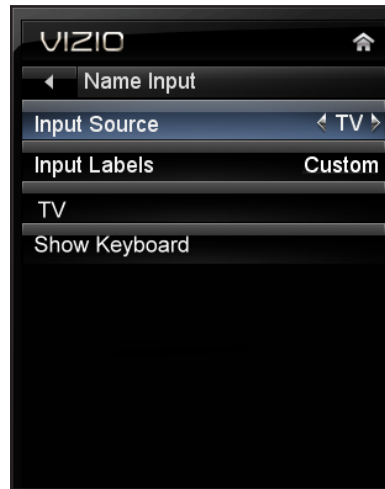 VIZIO
Name Input
Input Source TV
Input Labels Custom
TV
Show Keyboard